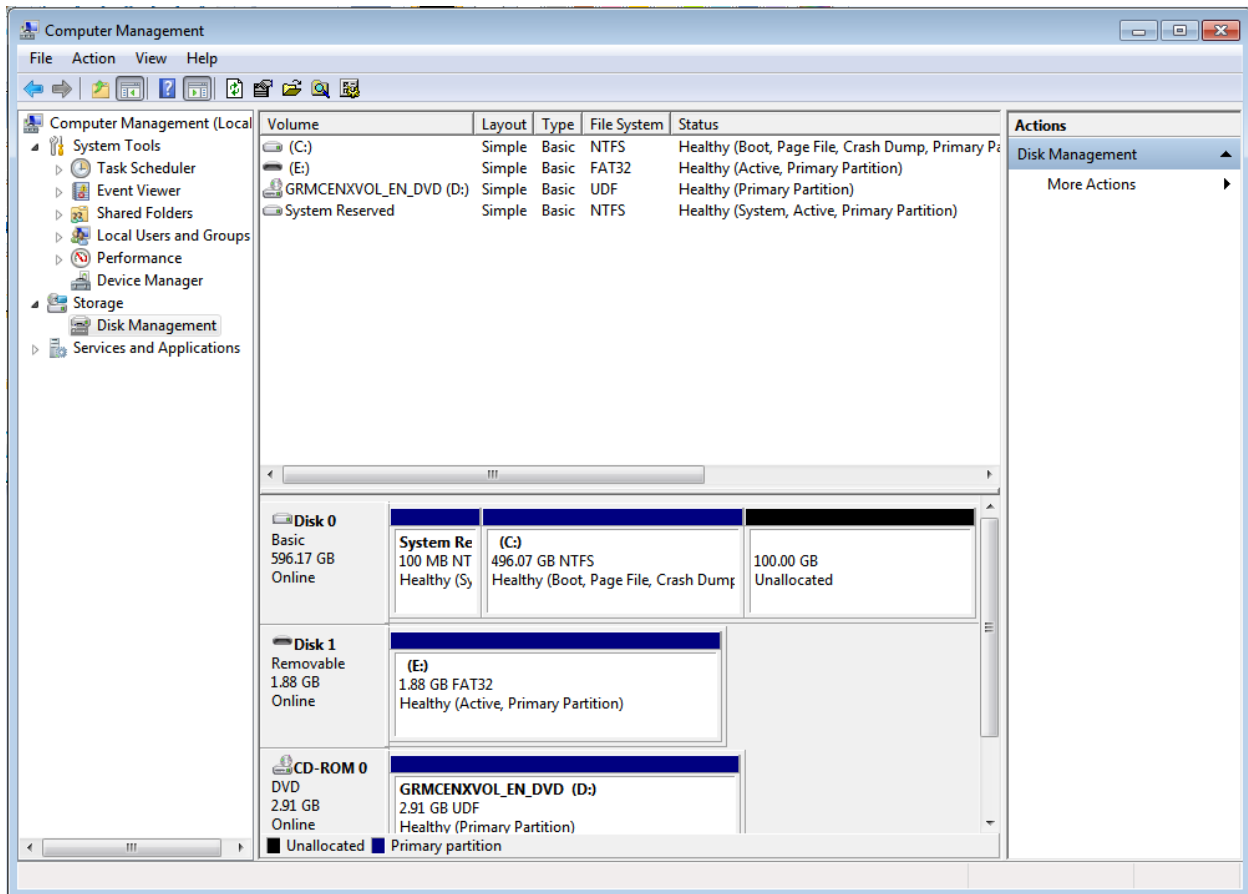 Computer Management
File Action View Help
Computer Management (Local
System Tools
Task Scheduler
Event Viewer
Shared Folders
Local Users and Groups
Performance
Device Manager
Storage
Disk Management
Services and Applications
Volume Layout Type File System Status
(C:) Simple Basic NTFS Healthy (Boot, Page File, Crash Dump, Primary Pa
(E:) Simple Basic FAT32 Healthy (Active, Primary Partition)
GRMCENXVOL_EN_DVD (D:) Simple Basic UDF Healthy (Primary Partition)
System Reserved Simple Basic NTFS Healthy (System, Active, Primary Partition)
Disk 0
Basic
596.17 GB
Online
System Re
100 MB NT
Healthy (Sy
(C:)
496.07 GB NTFS
Healthy (Boot, Page File, Crash Dump
100.00 GB
Unallocated
Disk 1
Removable
1.88 GB
Online
(E:)
1.88 GB FAT32
Healthy (Active, Primary Partition)
CD-ROM 0
DVD
2.91 GB
Online
GRMCENXVOL_EN_DVD (D:)
2.91 GB UDF
Healthy (Primary Partition)
Unallocated Primary partition
Actions
Disk Management
More Actions